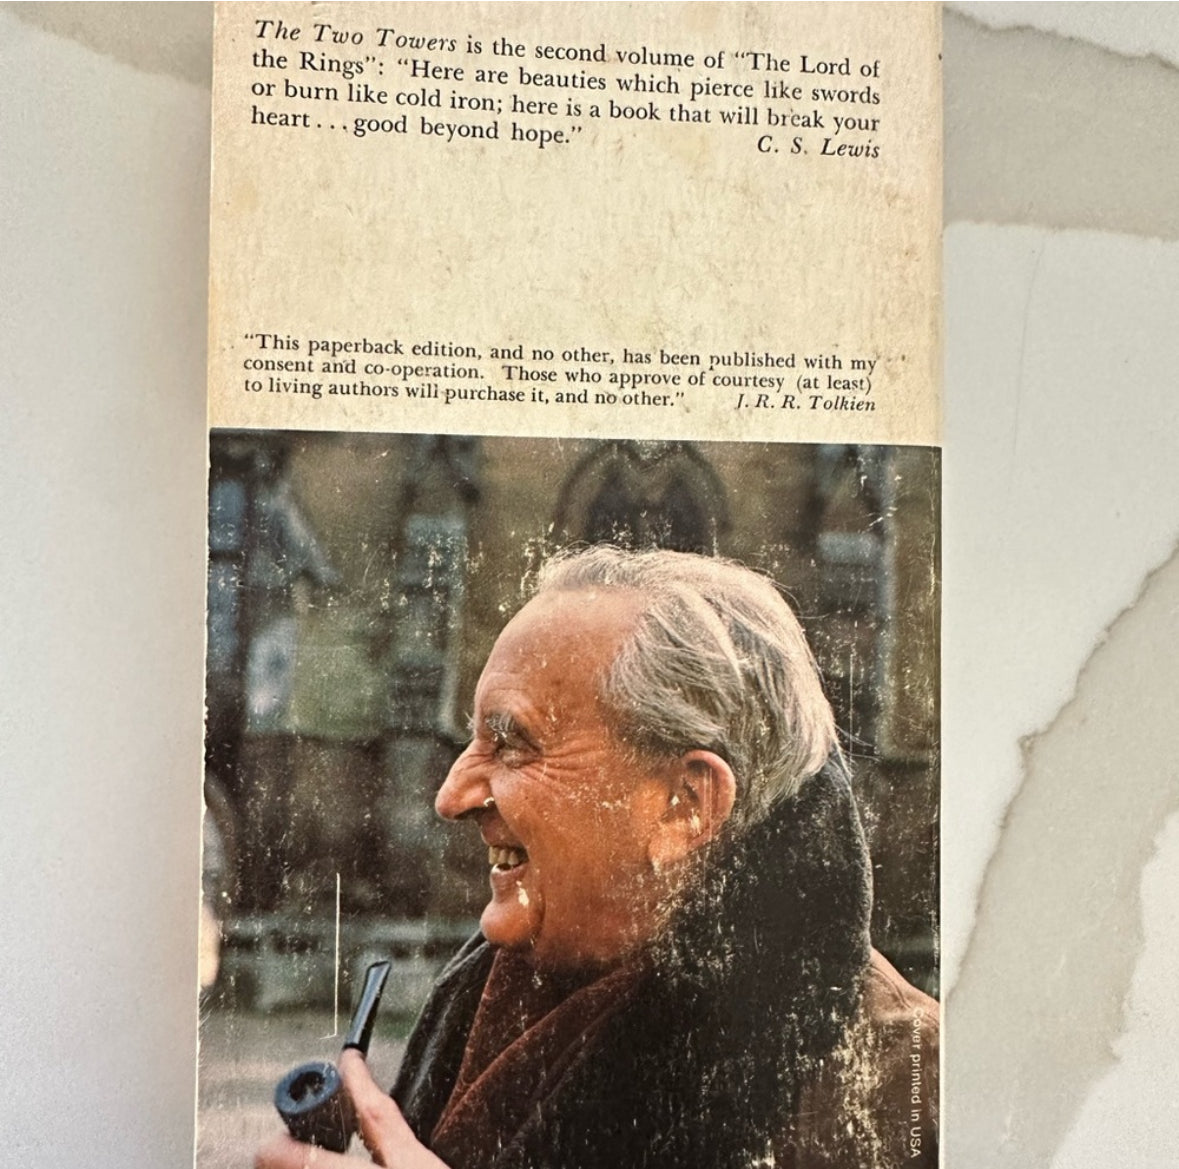 The Two Towers is the second volume of “The Lord of
the Rings”: “Here are beauties which pierce like swords
or burn like cold iron; here is a book that will break your
heart . . . good beyond hope.” C. S. Lewis
“This paperback edition, and no other, has been published with my
consent and co-operation. Those who approve of courtesy (at least)
to living authors will purchase it, and no other.” J. R. R. Tolkien
Cover printed in USA